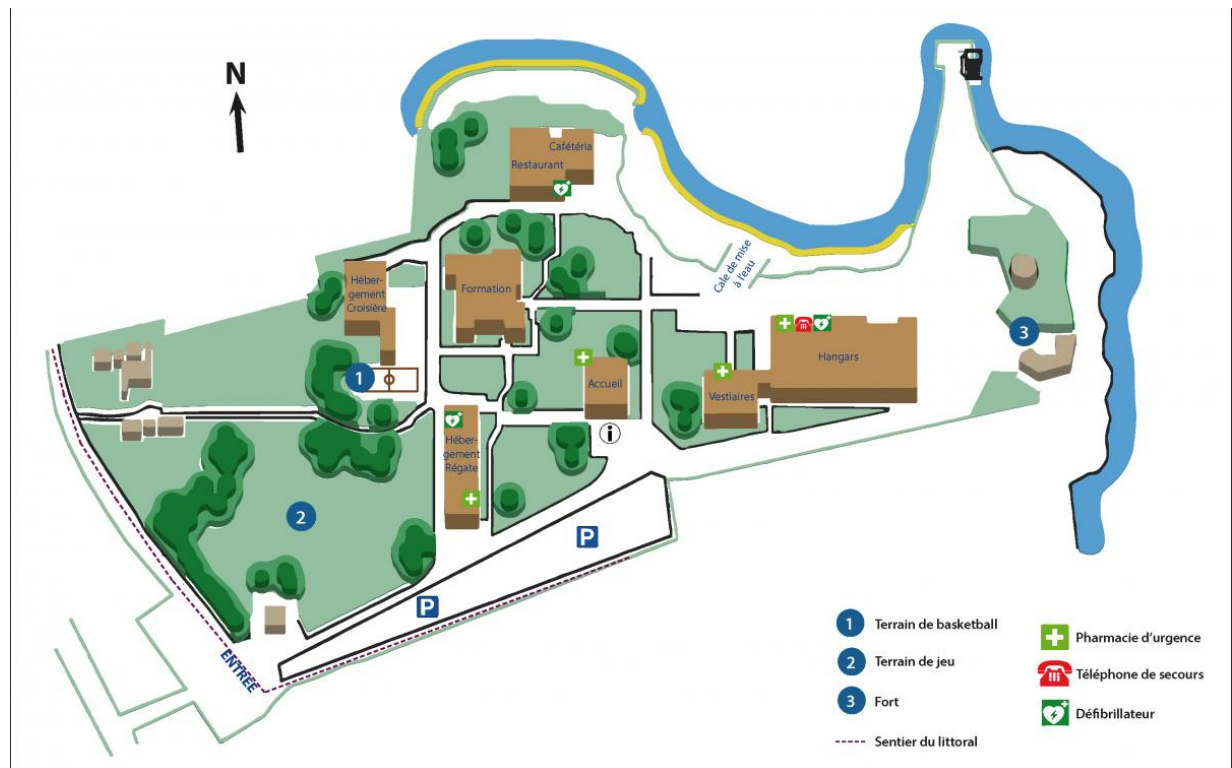 N
Cafétéria
Restaurant
Héber-
gement
Croisière
Formation
Cale de mise
à l'eau
1
Accueil
Vestiaires
Hangars
3
i
Héber-
gement
Régate
2
P
P
ENTRÉE
1 Terrain de basketball
2 Terrain de jeu
3 Fort
Sentier du littoral
Pharmacie d'urgence
Téléphone de secours
Défibrillateur